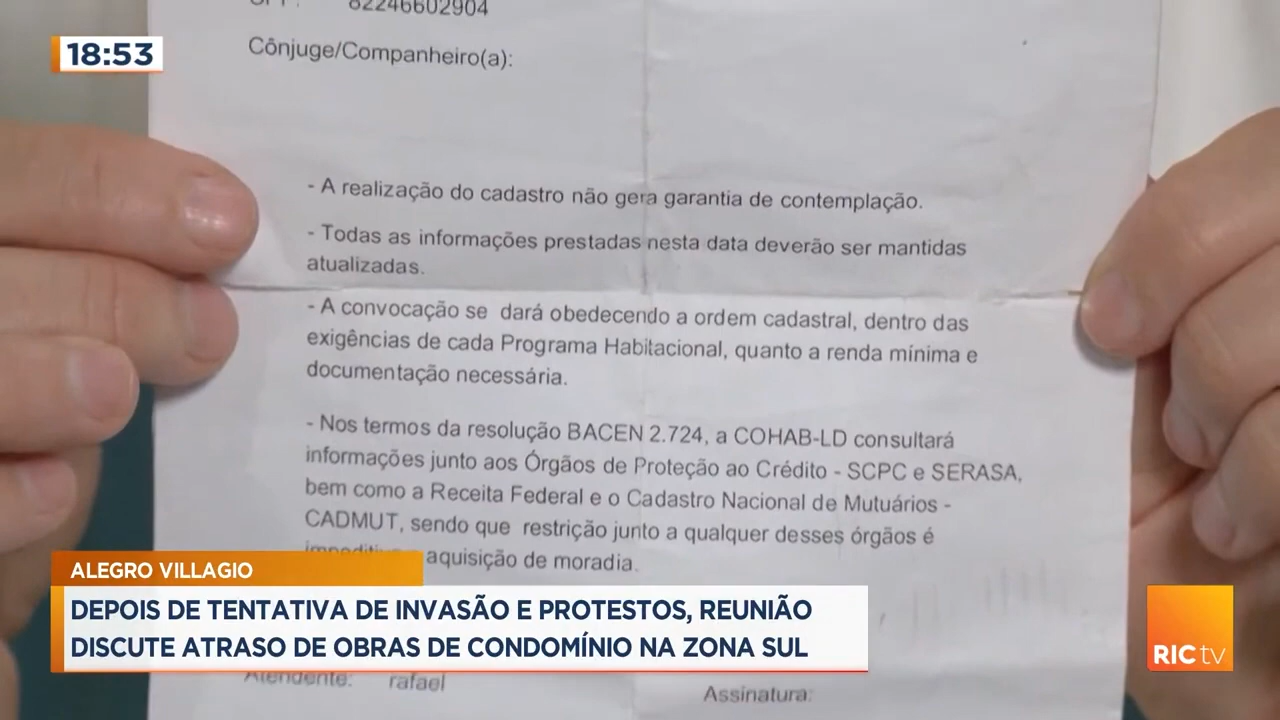 82246602904
18:53
Cônjuge/Companheiro(a):
- A realização do cadastro não gera garantia de contemplação.
- Todas as informações prestadas nesta data deverão ser mantidas
atualizadas.
- A convocação se dará obedecendo a ordem cadastral, dentro das
exigências de cada Programa Habitacional, quanto a renda mínima e
documentação necessária.
- Nos termos da resolução BACEN 2.724, a COHAB-LD consultará
informações junto aos Órgãos de Proteção ao Crédito - SCPC e SERASA,
bem como a Receita Federal e o Cadastro Nacional de Mutuários -
CADMUT, sendo que restrição junto a qualquer desses órgãos é
aquisição de moradia.
ALEGRO VILLAGIO
DEPOIS DE TENTATIVA DE INVASÃO E PROTESTOS, REUNIÃO
DISCUTE ATRASO DE OBRAS DE CONDOMÍNIO NA ZONA SUL
RICtv
Atendente: rafael
Assinatura: